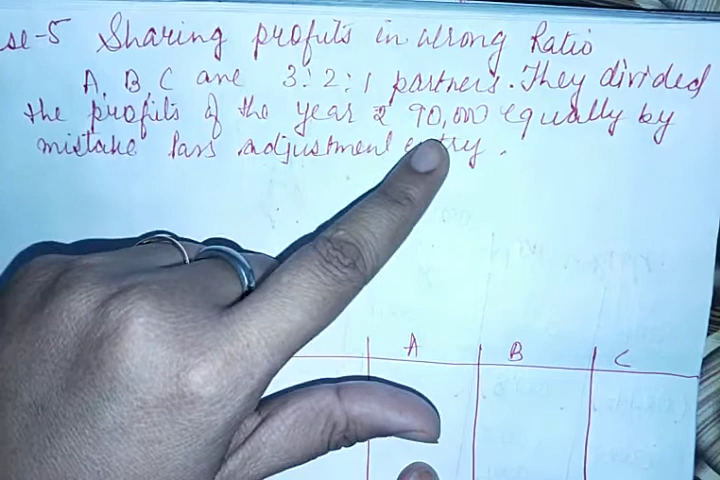 se-5 Sharing profits in wrong Ratio
A, B, C are 3:2:1 partners. They divided
the profits of the year ₹ 90,000 equally by
mistake Pass adjustment entry.
A B C